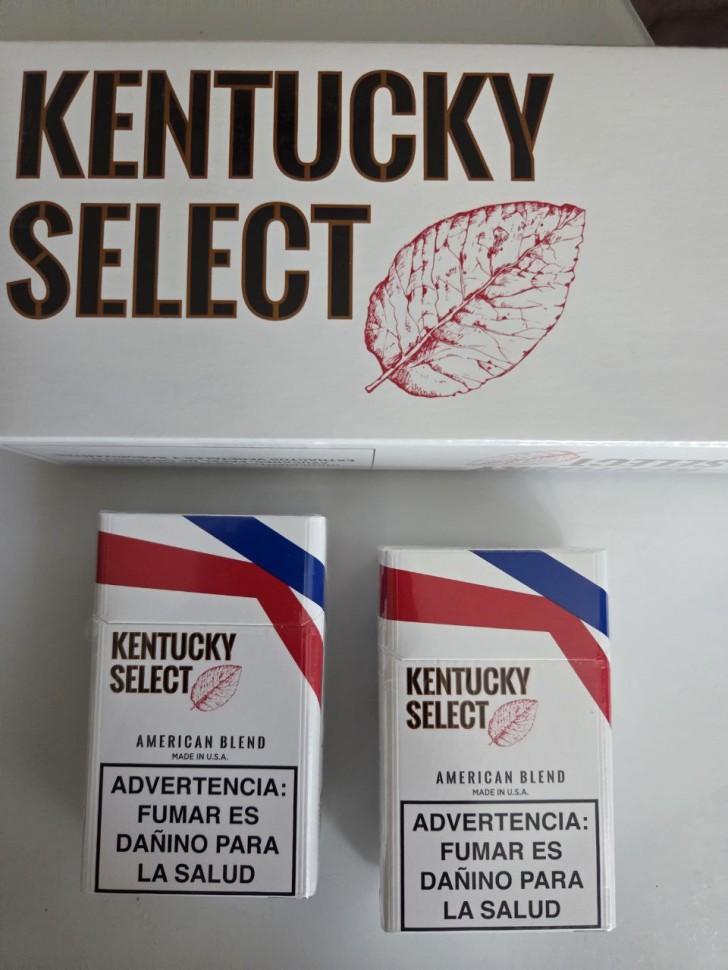 KENTUCKY
SELECT
KENTUCKY
SELECT
AMERICAN BLEND
MADE IN U.S.A.
ADVERTENCIA:
FUMAR ES
DAÑINO PARA
LA SALUD
KENTUCKY
SELECT
AMERICAN BLEND
MADE IN U.S.A.
ADVERTENCIA:
FUMAR ES
DAÑINO PARA
LA SALUD